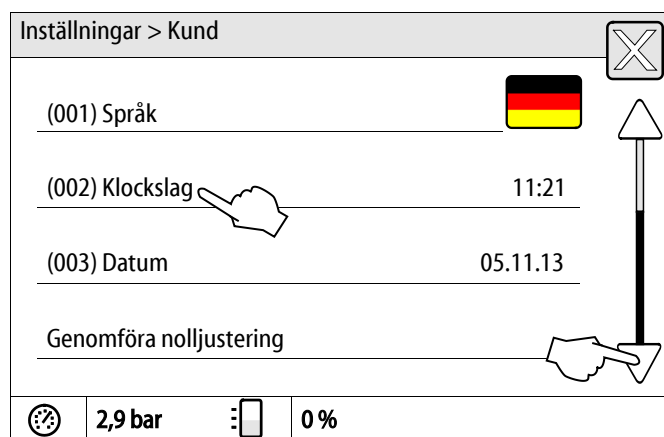 Inställningar > Kund
(001) Språk
(002) Klockslag 11:21
(003) Datum 05.11.13
Genomföra nolljustering
2,9 bar 0 %